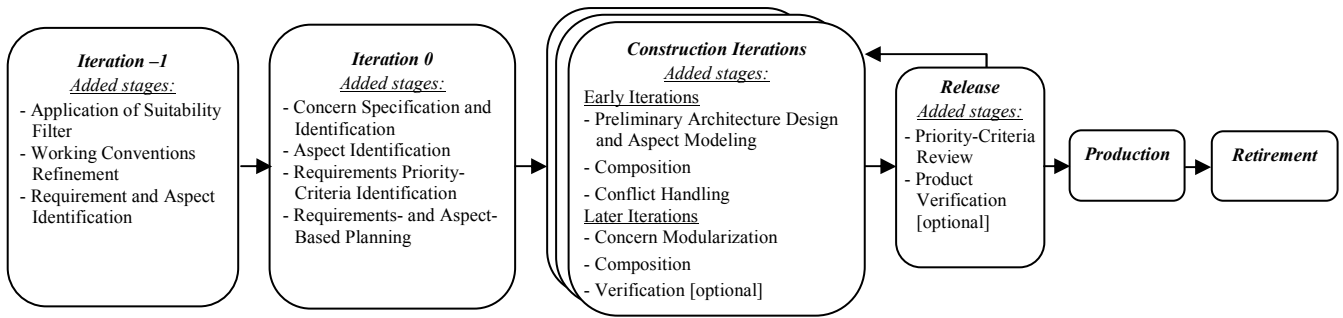 Iteration –1
Added stages:
- Application of Suitability
Filter
- Working Conventions
Refinement
- Requirement and Aspect
Identification
Iteration 0
Added stages:
- Concern Specification and
Identification
- Aspect Identification
- Requirements Priority-
Criteria Identification
- Requirements- and Aspect-
Based Planning
Construction Iterations
Added stages:
Early Iterations
- Preliminary Architecture Design
and Aspect Modeling
- Composition
- Conflict Handling
Later Iterations
- Concern Modularization
- Composition
- Verification [optional]
Release
Added stages:
- Priority-Criteria
Review
- Product
Verification
[optional]
Production
Retirement